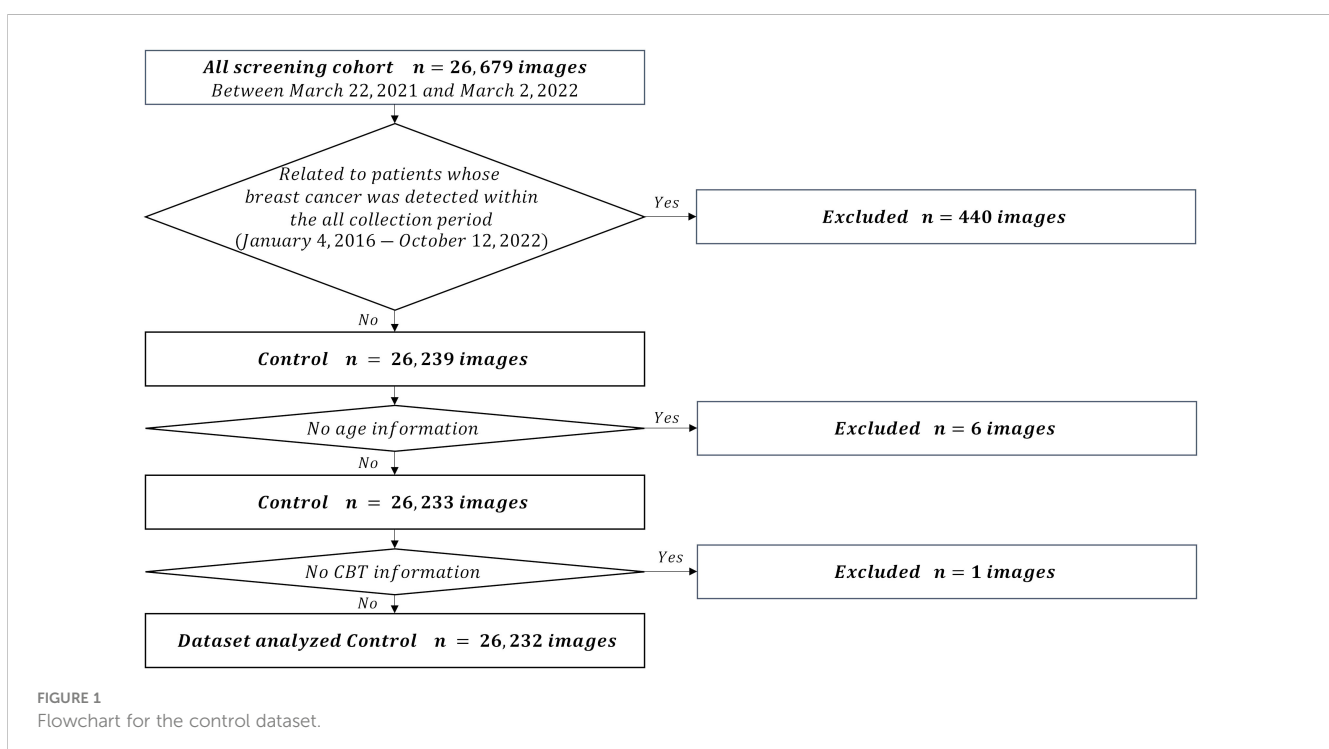 All screening cohort n = 26,679 images
Between March 22, 2021 and March 2, 2022
Related to patients whose
breast cancer was detected within
the all collection period
(January 4, 2016 − October 12, 2022)
Yes
Excluded n = 440 images
No
Control n = 26,239 images
No age information
Yes
Excluded n = 6 images
No
Control n = 26,233 images
No CBT information
Yes
Excluded n = 1 images
No
Dataset analyzed Control n = 26,232 images
FIGURE 1
Flowchart for the control dataset.